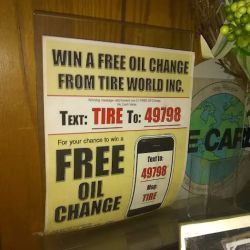 WIN A FREE OIL CHANGE
FROM TIRE WORLD INC.
TEXT: TIRE TO: 49798
For your chance to win a
FREE
OIL
CHANGE
Text to:
49798
Msg:
TIRE
E CAR